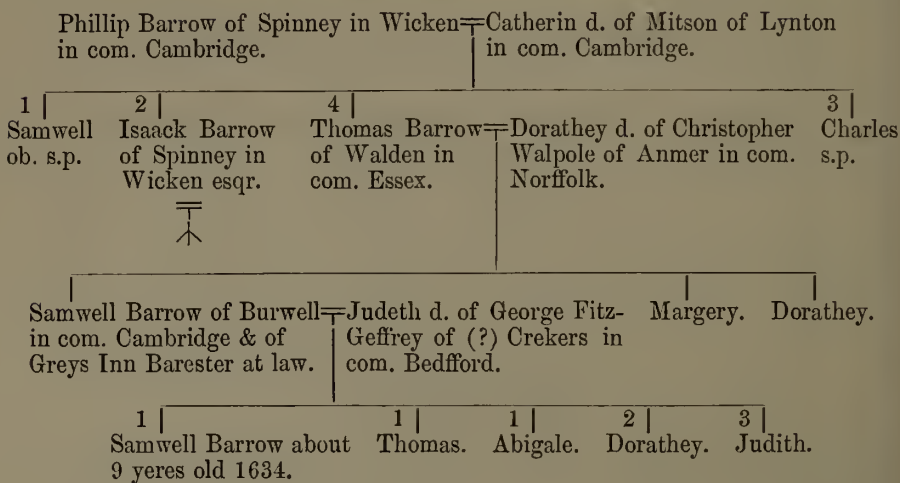 Phillip Barrow of Spinney in Wicken Catherin d. of Mitson of Lynton
in com. Cambridge. in com. Cambridge.
1 2 4 3
Samwell Isaack Barrow Thomas Barrow Dorathey d. of Christopher Charles
ob. s.p. of Spinney in of Walden in Walpole of Anmer in com. s.p.
Wicken esqr. com. Essex. Norffolk.
Samwell Barrow of Burwell Judeth d. of George Fitz- Margery. Dorathey.
in com. Cambridge & of Geffrey of (?) Crekers in
Greys Inn Barester at law. com. Bedfford.
1 1 1 2 3
Samwell Barrow about Thomas. Abigale. Dorathey. Judith.
9 yeres old 1634.